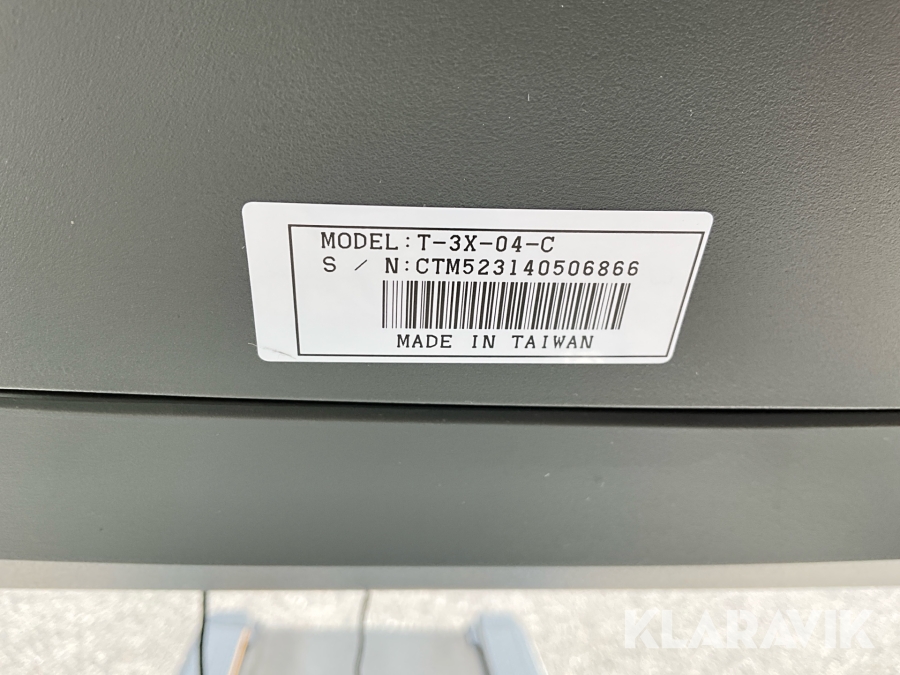 MODEL:T-3X-04-C
S / N:CTM523140506866
MADE IN TAIWAN
KLARAVIK